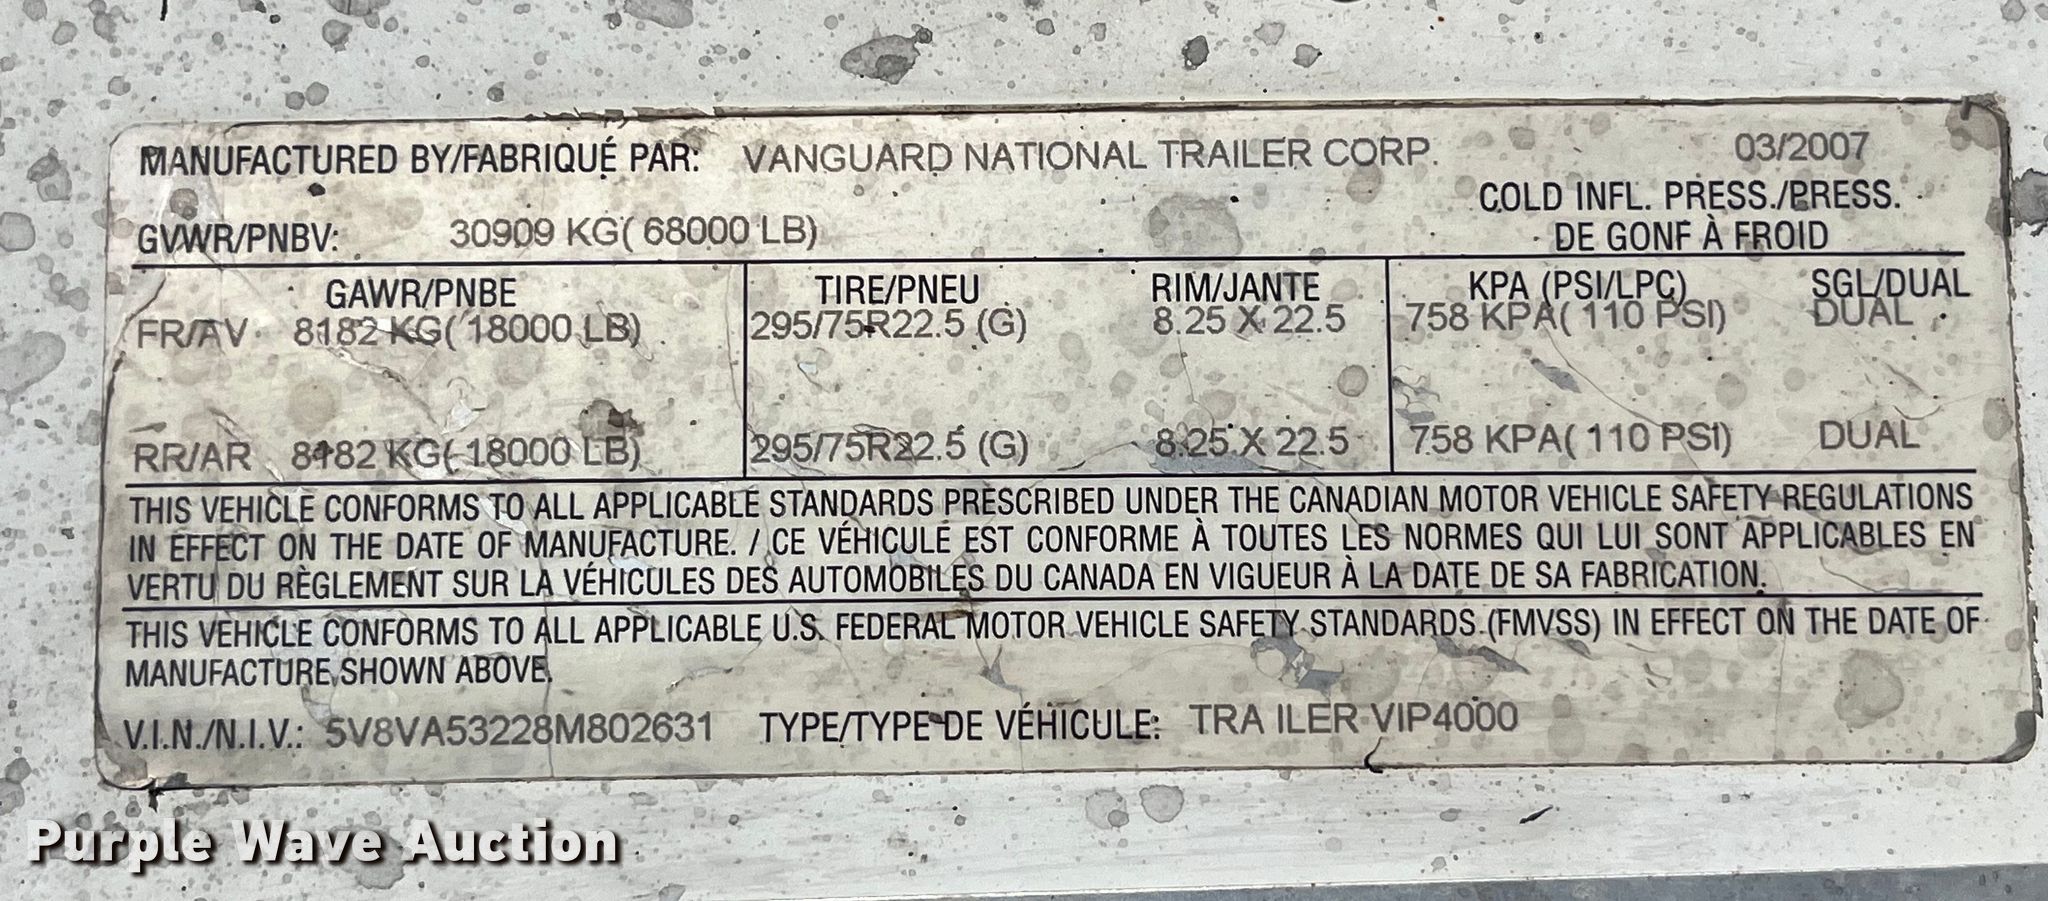 MANUFACTURED BY/FABRIQUÉ PAR: VANGUARD NATIONAL TRAILER CORP. 03/2007
COLD INFL. PRESS./PRESS.
GVWR/PNBV: 30909 KG( 68000 LB) DE GONF À FROID
GAWR/PNBE TIRE/PNEU RIM/JANTE KPA (PSI/LPC) SGL/DUAL
FR/AV 8182 KG( 18000 LB) 295/75R22.5 (G) 8.25 X 22.5 758 KPA( 110 PSI) DUAL
RR/AR 8182 KG( 18000 LB) 295/75R22.5 (G) 8.25 X 22.5 758 KPA( 110 PSI) DUAL
THIS VEHICLE CONFORMS TO ALL APPLICABLE STANDARDS PRESCRIBED UNDER THE CANADIAN MOTOR VEHICLE SAFETY REGULATIONS
IN EFFECT ON THE DATE OF MANUFACTURE. / CE VÉHICULE EST CONFORME À TOUTES LES NORMES QUI LUI SONT APPLICABLES EN
VERTU DU RÈGLEMENT SUR LA VÉHICULES DES AUTOMOBILES DU CANADA EN VIGUEUR À LA DATE DE SA FABRICATION.
THIS VEHICLE CONFORMS TO ALL APPLICABLE U.S. FEDERAL MOTOR VEHICLE SAFETY STANDARDS (FMVSS) IN EFFECT ON THE DATE OF
MANUFACTURE SHOWN ABOVE.
V.I.N./N.I.V.: 5V8VA53228M802631 TYPE/TYPE DE VÉHICULE: TRA ILER VIP4000
Purple Wave Auction